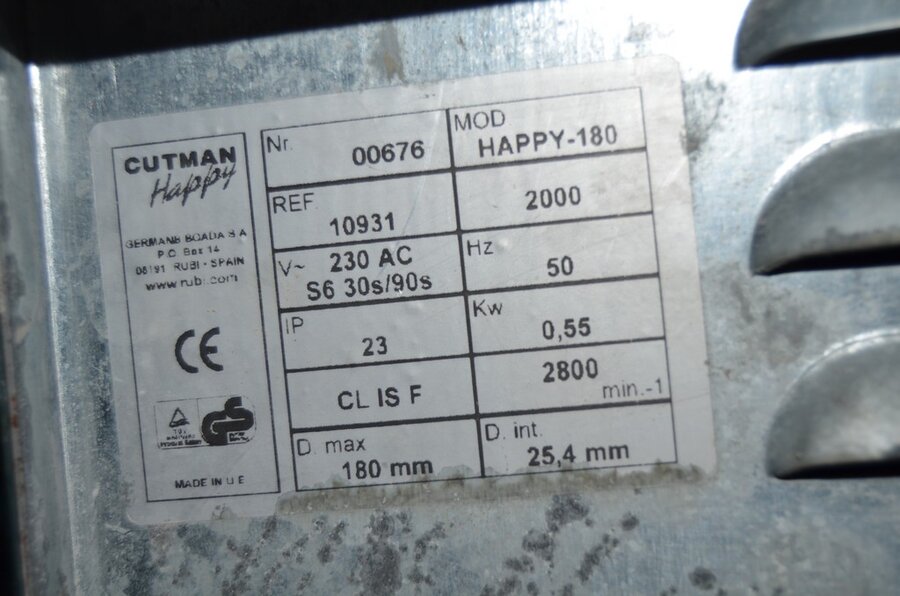 CUTMAN
Happy
GERMANS BOADA S A
P.O. Box 14
08191 RUBI - SPAIN
www.rubi.com
CE
GS
MADE IN U E
Nr. 00676
MOD
HAPPY-180
REF.
10931
2000
V~ 230 AC
S6 30s/90s
Hz
50
IP
23
Kw
0,55
CL IS F
2800
min.-1
D. max
180 mm
D. int.
25,4 mm